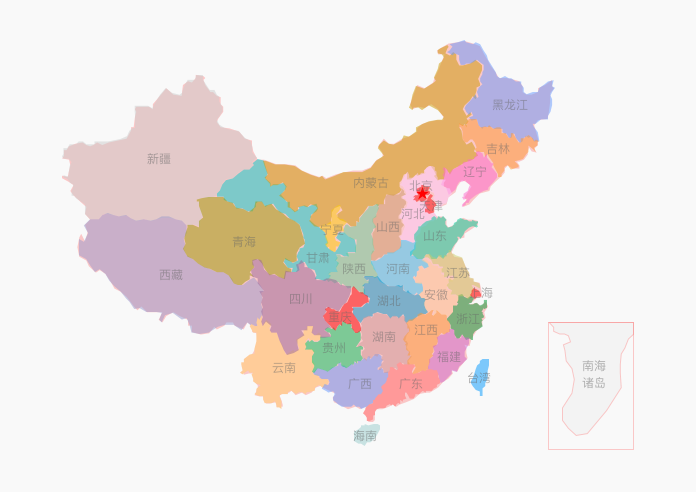 黑龙江
吉林
新疆
辽宁
内蒙古
北京
天津
河北
山西
宁夏
山东
青海
甘肃
陕西
河南
西藏
江苏
上海
安徽
四川
湖北
重庆
浙江
江西
湖南
贵州
福建
云南
广西
广东
台湾
海南
南海
诸岛